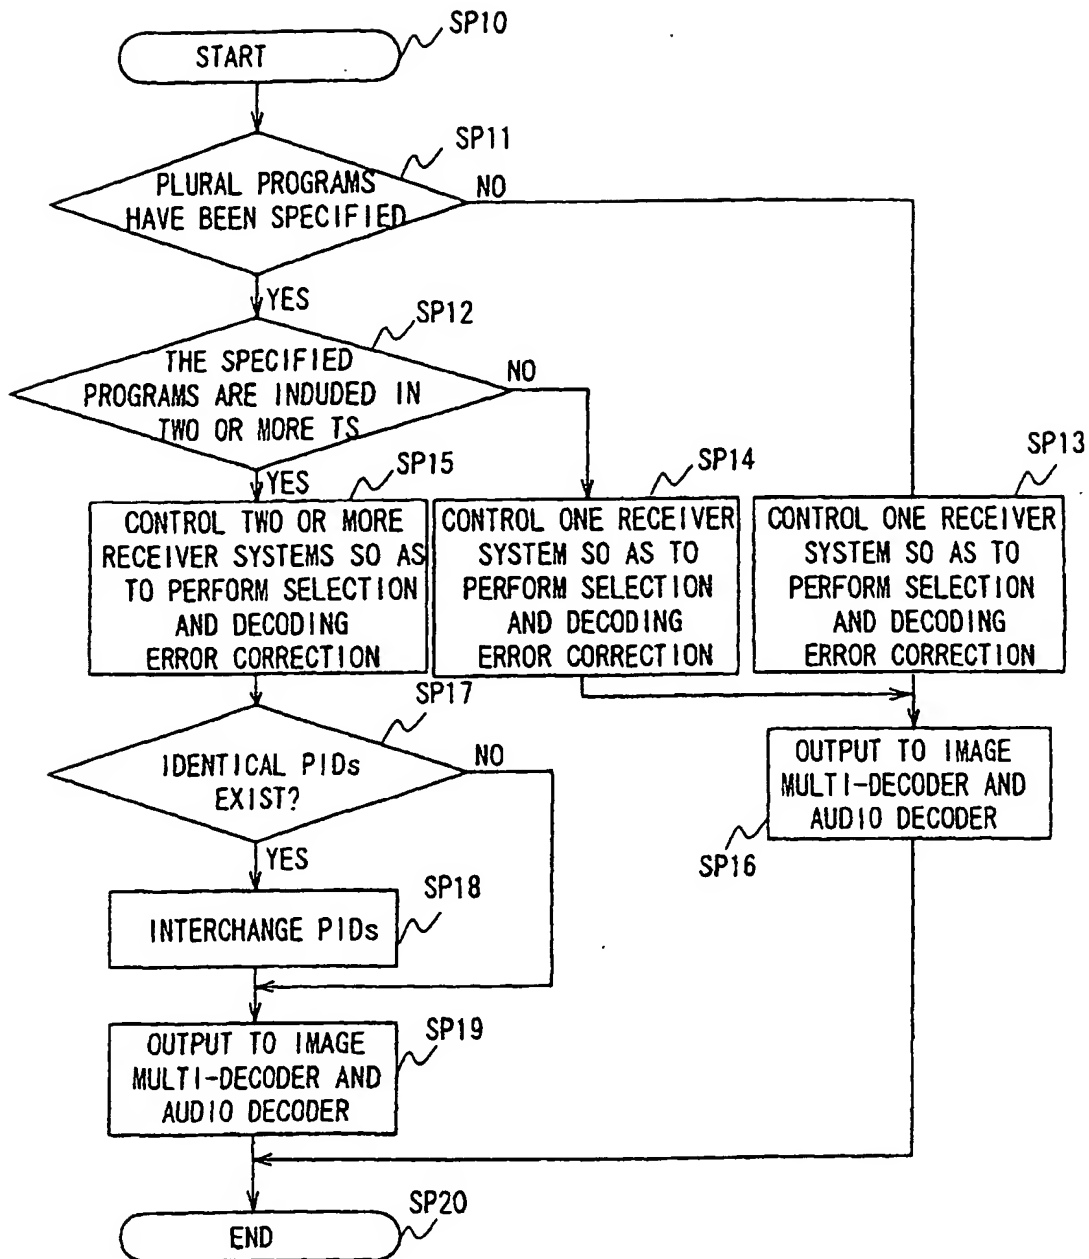 START
SP10
SP11
PLURAL PROGRAMS
HAVE BEEN SPECIFIED
NO
YES
SP12
THE SPECIFIED
PROGRAMS ARE INDUDED IN
TWO OR MORE TS
NO
YES
SP15
CONTROL TWO OR MORE
RECEIVER SYSTEMS SO AS
TO PERFORM SELECTION
AND DECODING
ERROR CORRECTION
SP14
CONTROL ONE RECEIVER
SYSTEM SO AS TO
PERFORM SELECTION
AND DECODING
ERROR CORRECTION
SP13
CONTROL ONE RECEIVER
SYSTEM SO AS TO
PERFORM SELECTION
AND DECODING
ERROR CORRECTION
SP17
IDENTICAL PIDs
EXIST?
NO
YES
OUTPUT TO IMAGE
MULTI-DECODER AND
AUDIO DECODER
SP16
SP18
INTERCHANGE PIDs
SP19
OUTPUT TO IMAGE
MULTI-DECODER AND
AUDIO DECODER
SP20
END